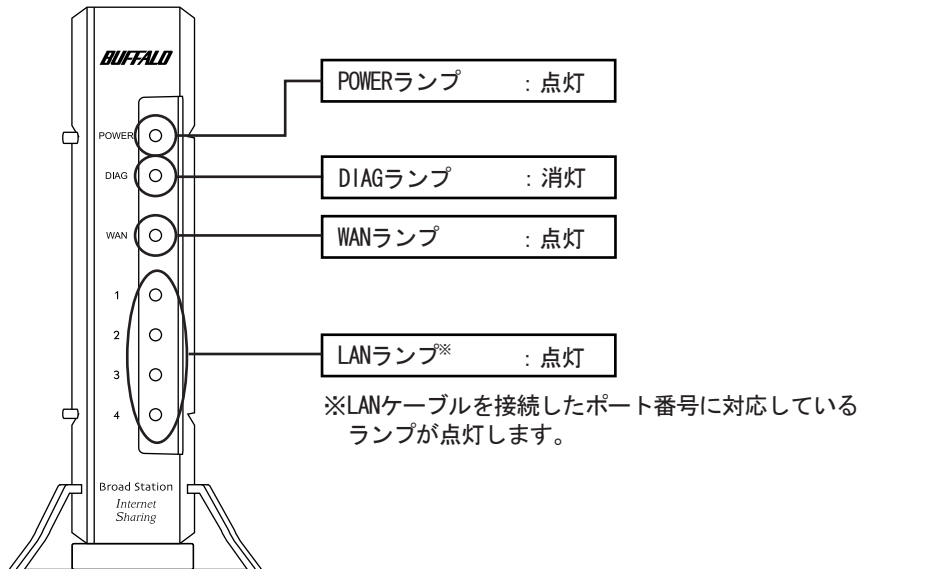 BUFFALO
POWERランプ : 点灯
POWER
DIAG
DIAGランプ : 消灯
WAN
WANランプ : 点灯
1
2
3
4
LANランプ※ : 点灯
※LANケーブルを接続したポート番号に対応している
ランプが点灯します。
Broad Station
Internet
Sharing